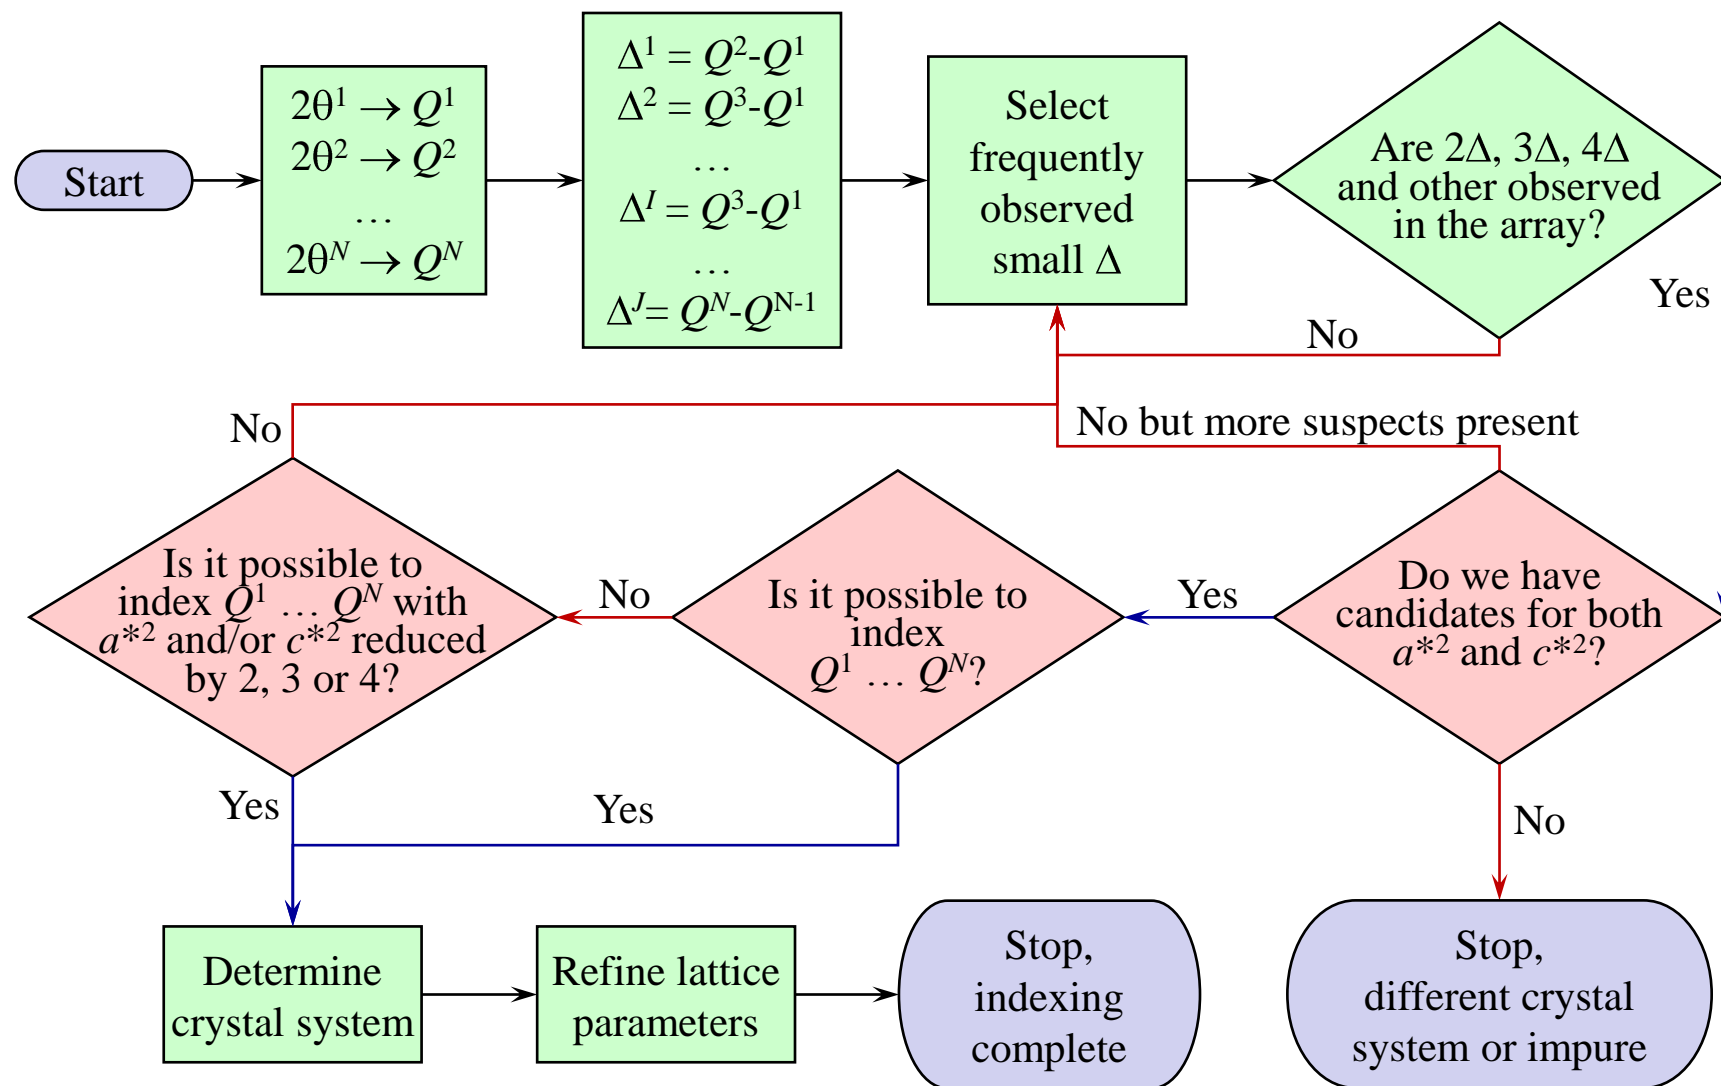 Start
2θ¹ → Q¹
2θ² → Q²
…
2θᴺ → Qᴺ
Δ¹ = Q²-Q¹
Δ² = Q³-Q¹
…
Δᴵ = Q³-Q¹
…
Δᴶ= Qᴺ-Qᴺ⁻¹
Select
frequently
observed
small Δ
Are 2Δ, 3Δ, 4Δ
and other observed
in the array?
Yes
No
No
No but more suspects present
Is it possible to
index Q¹ … Qᴺ with
a*² and/or c*² reduced
by 2, 3 or 4?
No
Is it possible to
index
Q¹ … Qᴺ?
Yes
Do we have
candidates for both
a*² and c*²?
Yes
Yes
No
Determine
crystal system
Refine lattice
parameters
Stop,
indexing
complete
Stop,
different crystal
system or impure